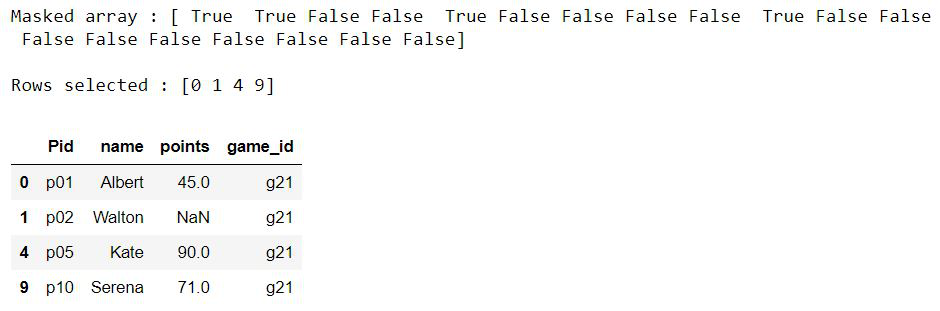 Masked array : [ True  True False False  True False False False False  True False False
 False False False False False False False]
Rows selected : [0 1 4 9]
Pid name points game_id
0 p01 Albert 45.0 g21
1 p02 Walton NaN g21
4 p05 Kate 90.0 g21
9 p10 Serena 71.0 g21